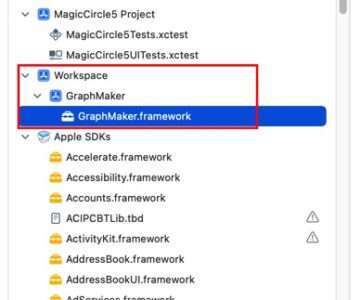 MagicCircle5 Project
MagicCircle5Tests.xctest
MagicCircle5UITests.xctest
Workspace
GraphMaker
GraphMaker.framework
Apple SDKs
Accelerate.framework
Accessibility.framework
Accounts.framework
ACIPCBTLib.tbd
ActivityKit.framework
AddressBook.framework
AddressBookUI.framework
AdServices.framework